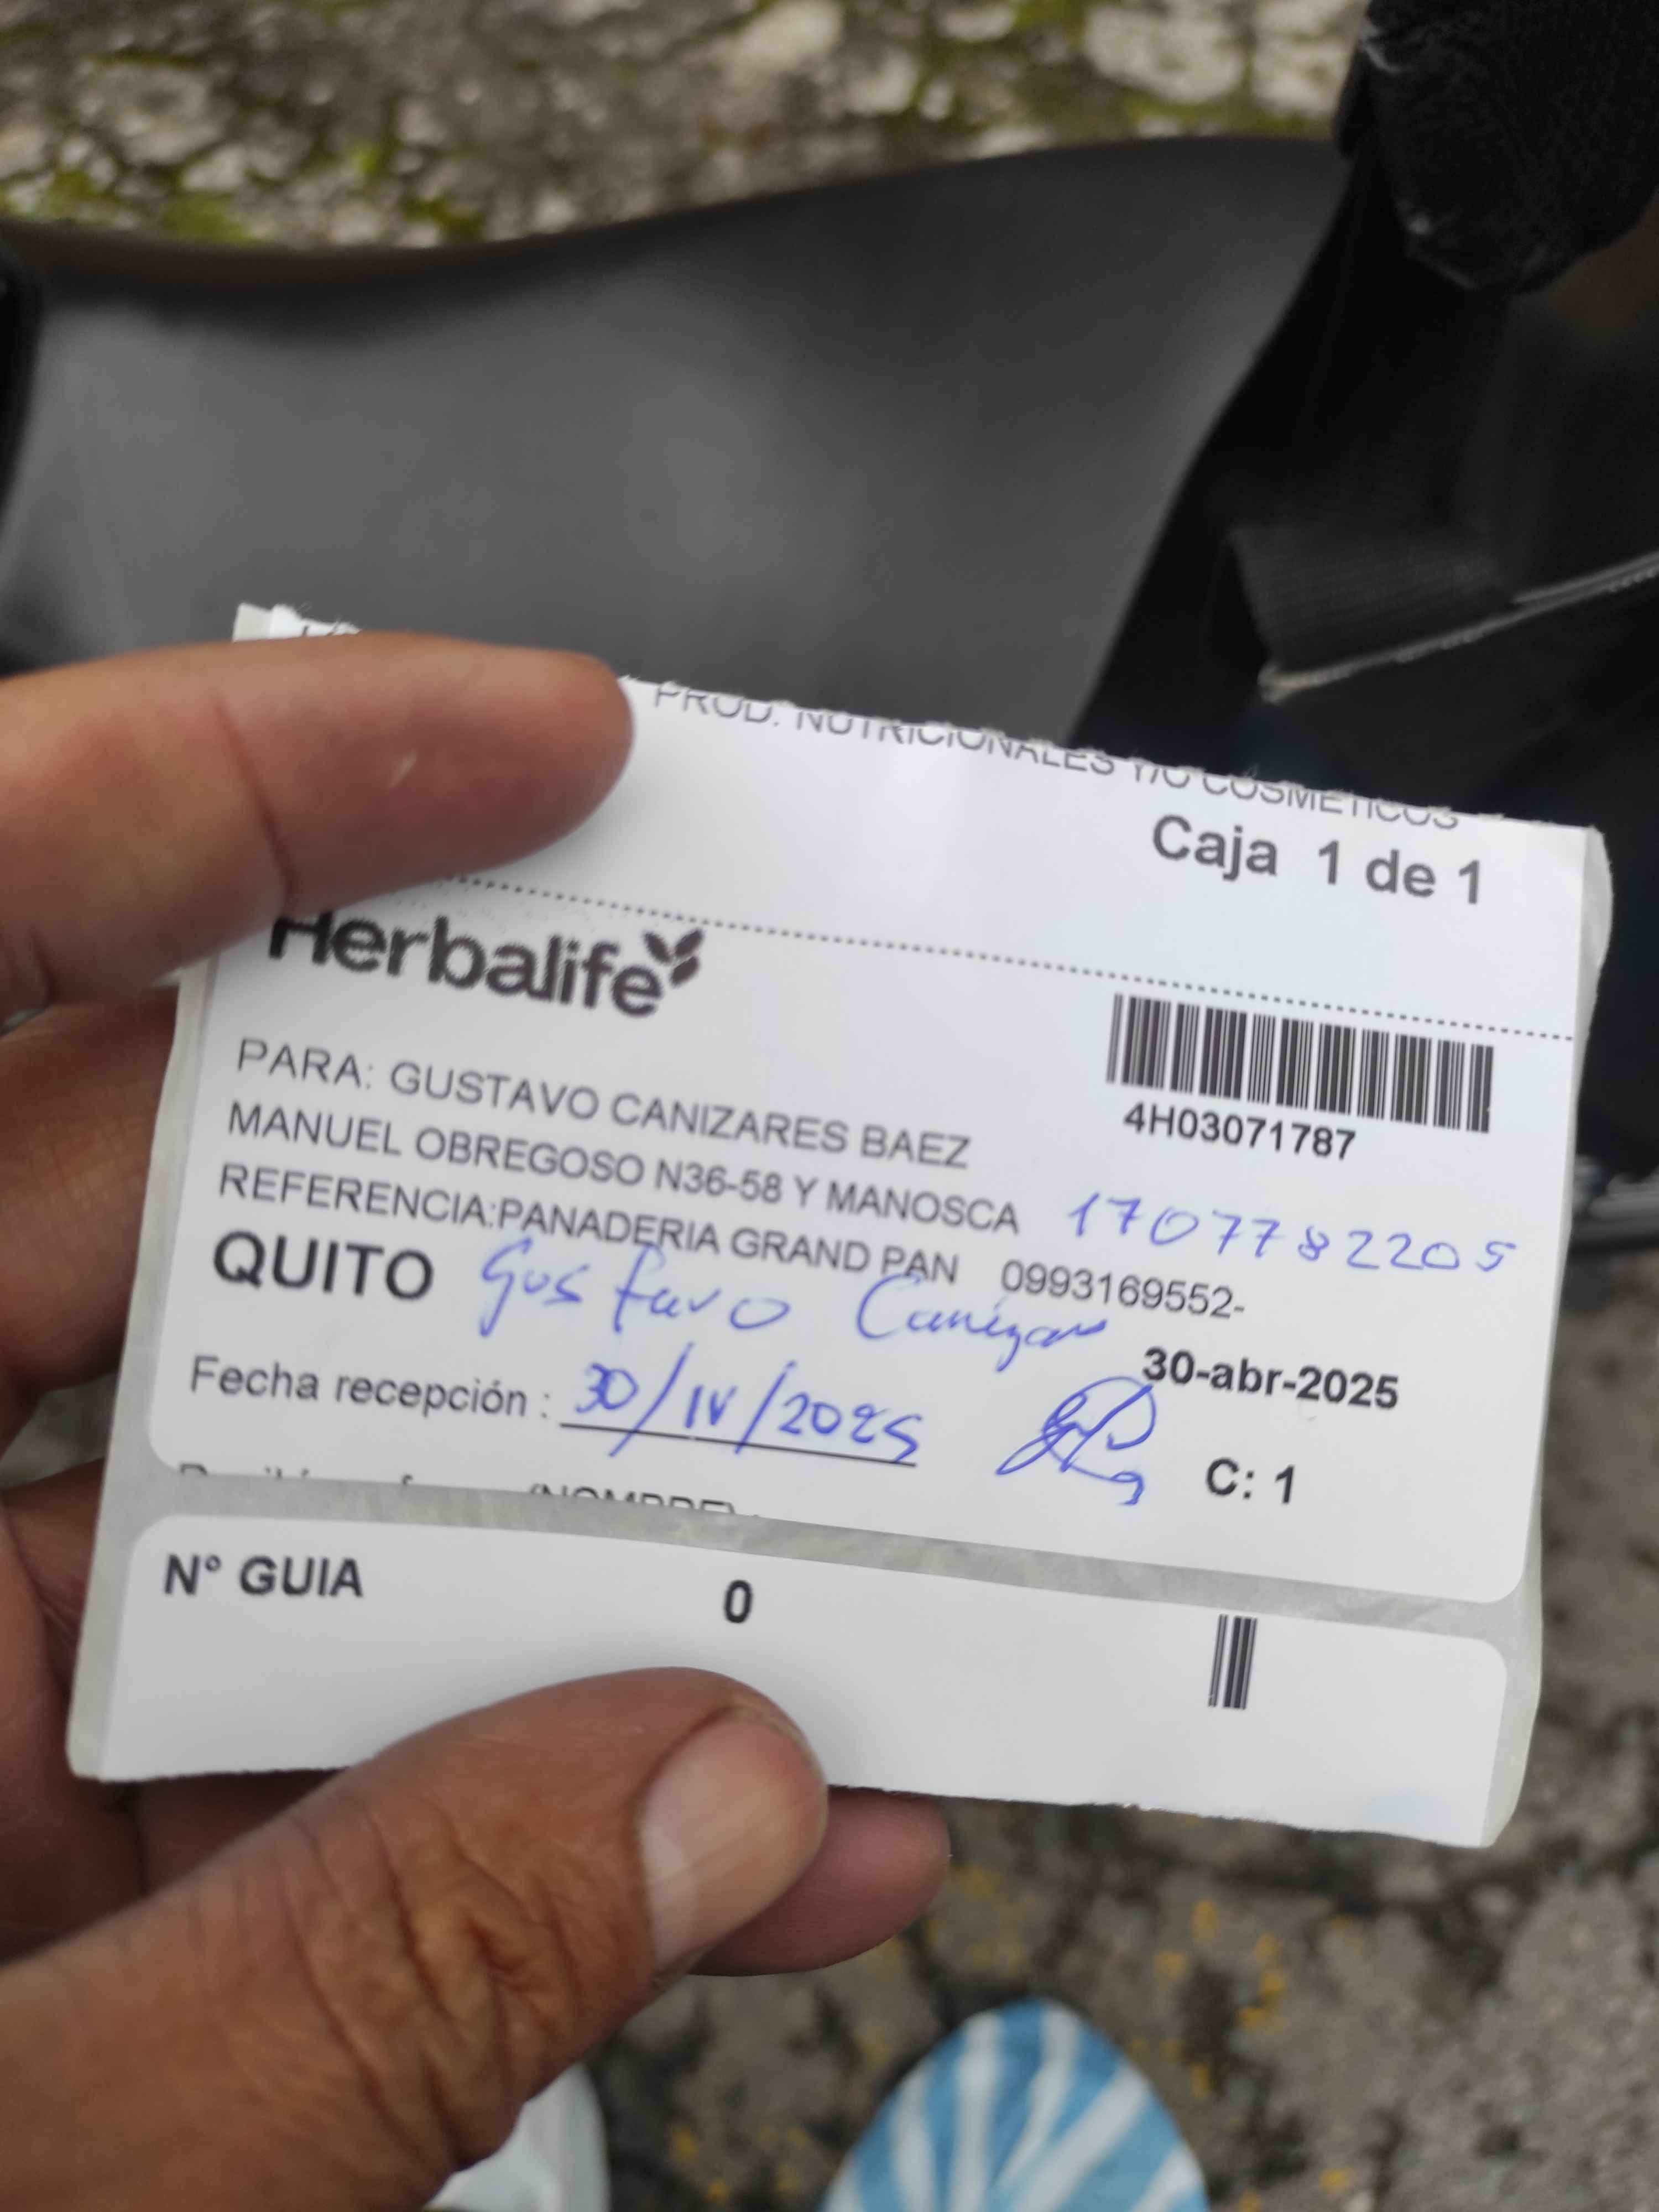 PROD. NUTRICIONALES Y/O COSMETICOS
Caja 1 de 1
Herbalife
4H03071787
PARA: GUSTAVO CANIZARES BAEZ
MANUEL OBREGOSO N36-58 Y MANOSCA 1707782205
REFERENCIA:PANADERIA GRAND PAN 0993169552-
QUITO Gustavo Canizares
30-abr-2025
Fecha recepción : 30/IV/2025
C: 1
(NOMBRE)
N° GUIA 0